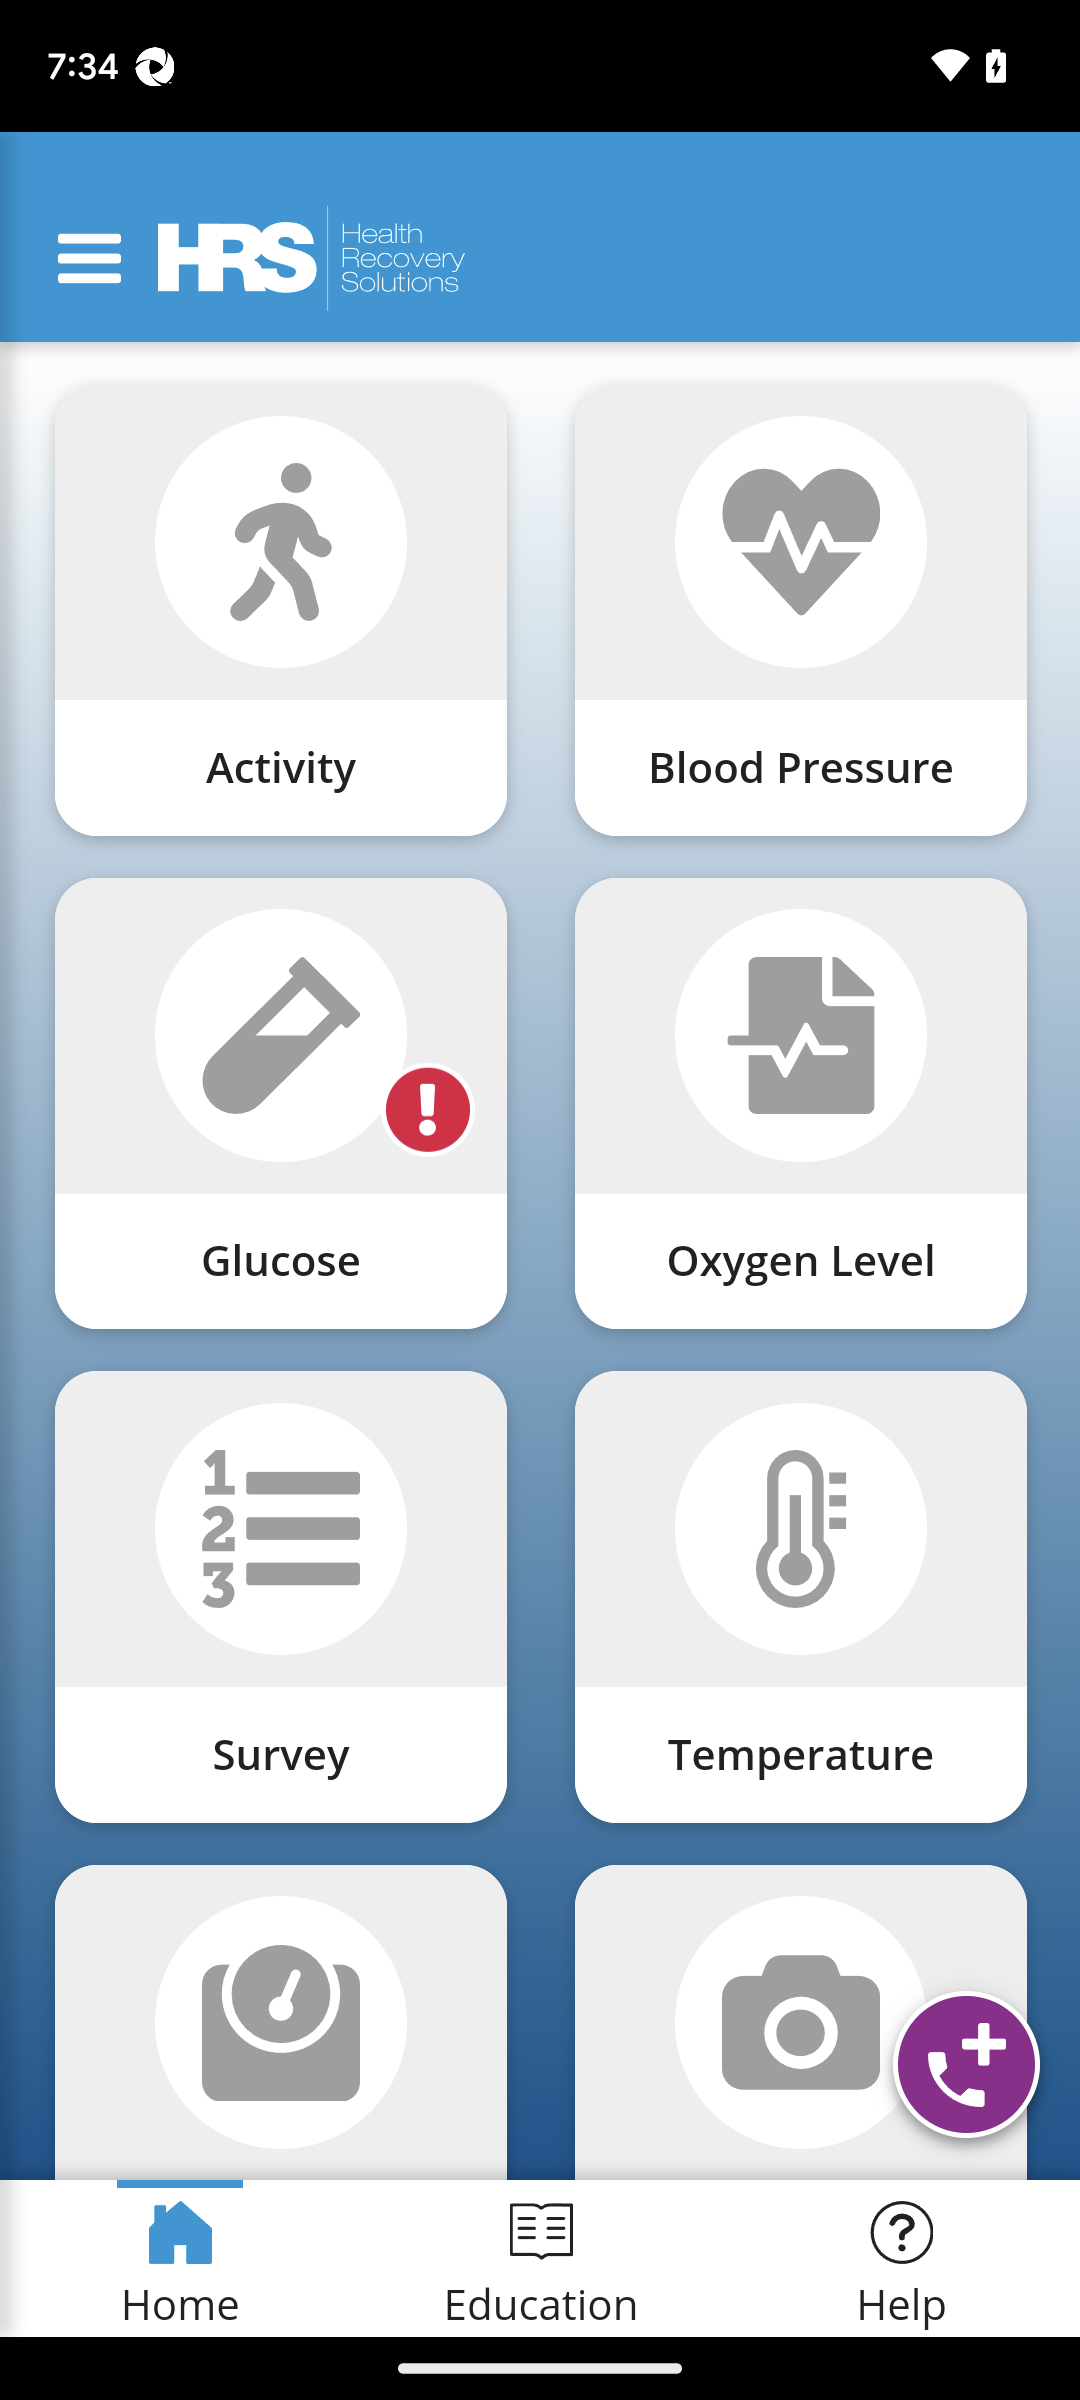 7:34
HRS Health
Recovery
Solutions
Activity
Blood Pressure
Glucose
Oxygen Level
1
2
3
Survey
Temperature
Home
Education
Help